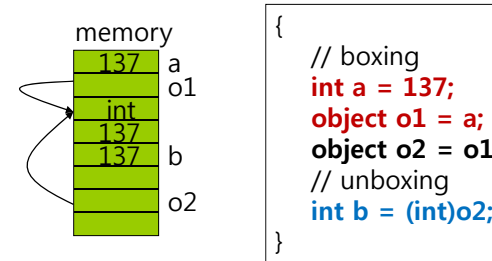 memory
137 a
o1
int
137
137 b
o2
{
// boxing
int a = 137;
object o1 = a;
object o2 = o1
// unboxing
int b = (int)o2;
}